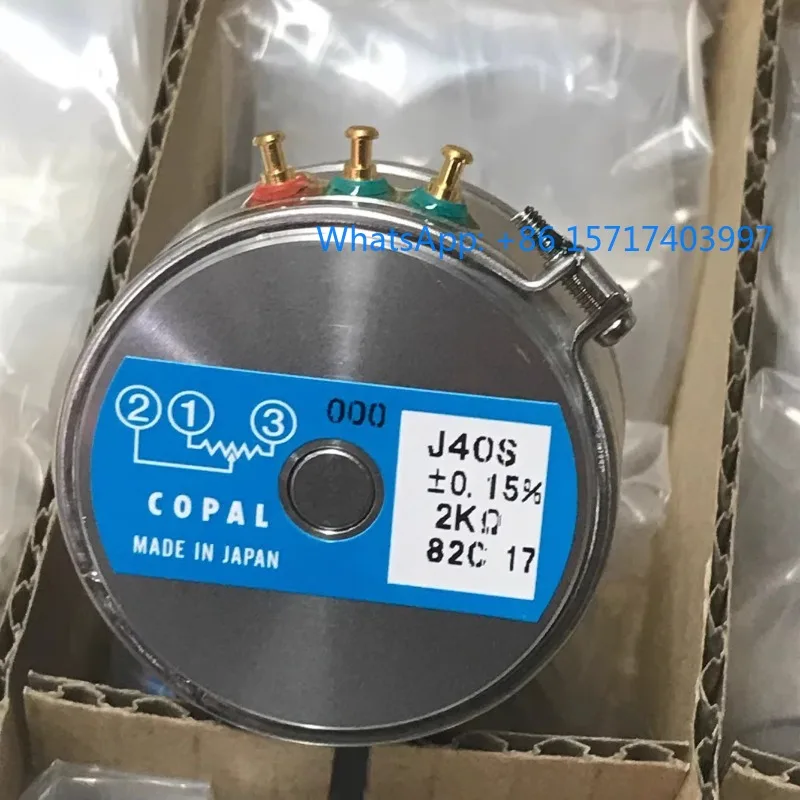 WhatsApp: +86 15717403997
② ① ③
000
COPAL
MADE IN JAPAN
J40S
±0.15%
2KΩ
82C 17